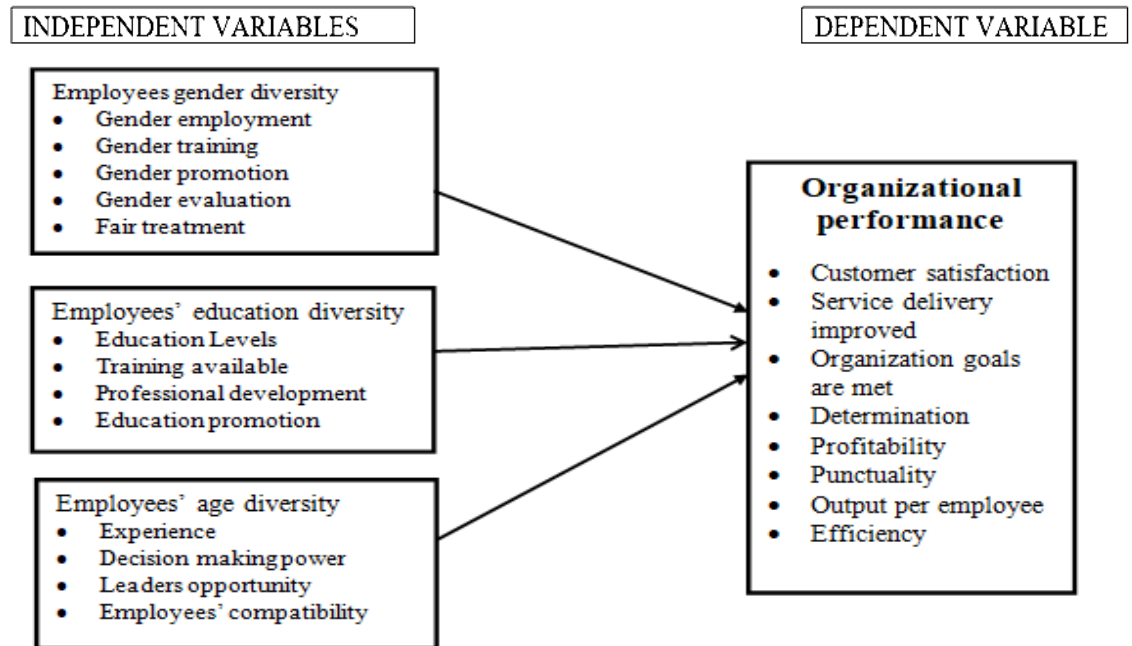 INDEPENDENT VARIABLES
DEPENDENT VARIABLE
Employees gender diversity
• Gender employment
• Gender training
• Gender promotion
• Gender evaluation
• Fair treatment
Employees’ education diversity
• Education Levels
• Training available
• Professional development
• Education promotion
Employees’ age diversity
• Experience
• Decision making power
• Leaders opportunity
• Employees’ compatibility
Organizational
performance
• Customer satisfaction
• Service delivery
improved
• Organization goals
are met
• Determination
• Profitability
• Punctuality
• Output per employee
• Efficiency